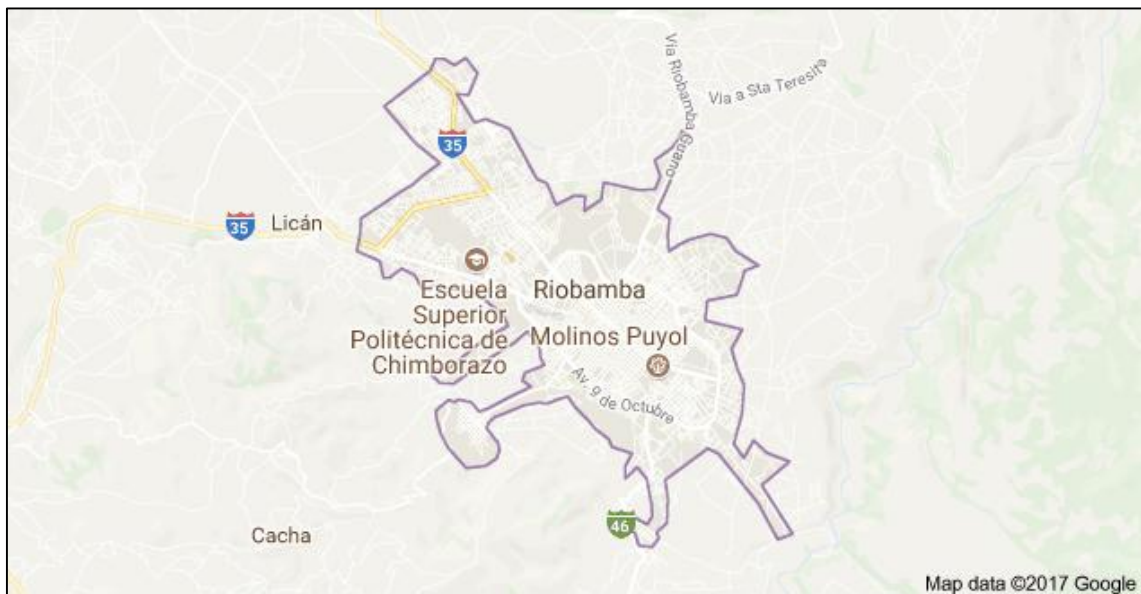 Vía Riobamba Guano
Via a Sta Teresita
35
35
Licán
Escuela
Superior
Politécnica de
Chimborazo
Riobamba
Molinos Puyol
Av. 9 de Octubre
46
Cacha
Map data ©2017 Google